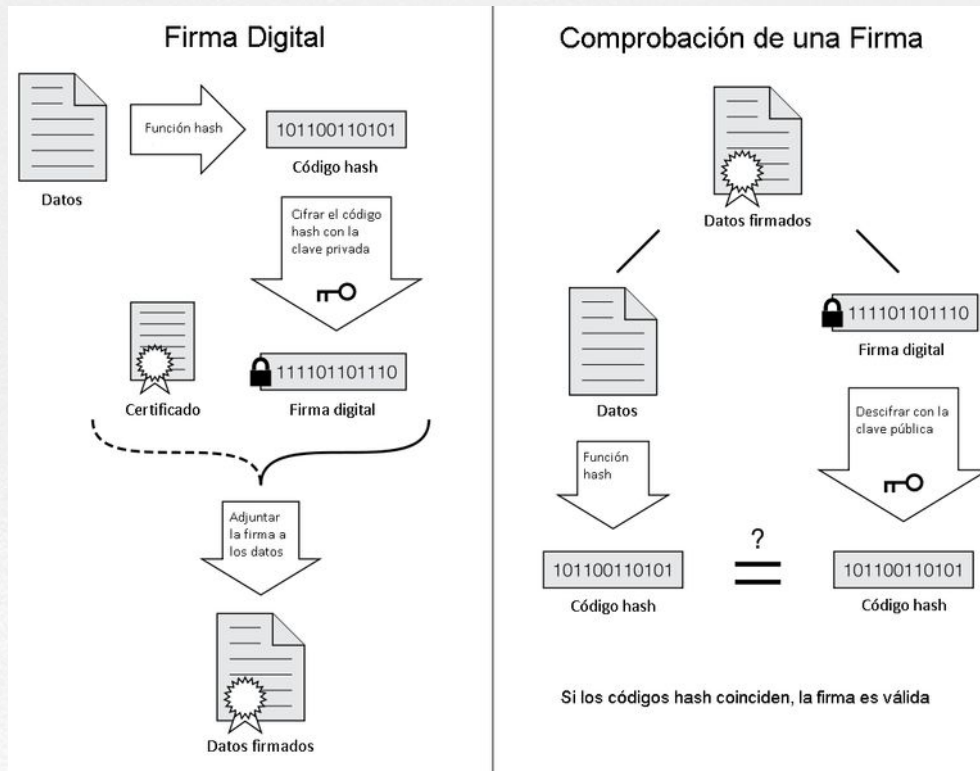 Firma Digital
Función hash
101100110101
Código hash
Datos
Cifrar el código
hash con la
clave privada
111101101110
Certificado
Firma digital
Adjuntar
la firma a
los datos
Datos firmados
Comprobación de una Firma
Datos firmados
111101101110
Firma digital
Datos
Descifrar con la
clave pública
Función
hash
?
101100110101
101100110101
Código hash
Código hash
Si los códigos hash coinciden, la firma es válida